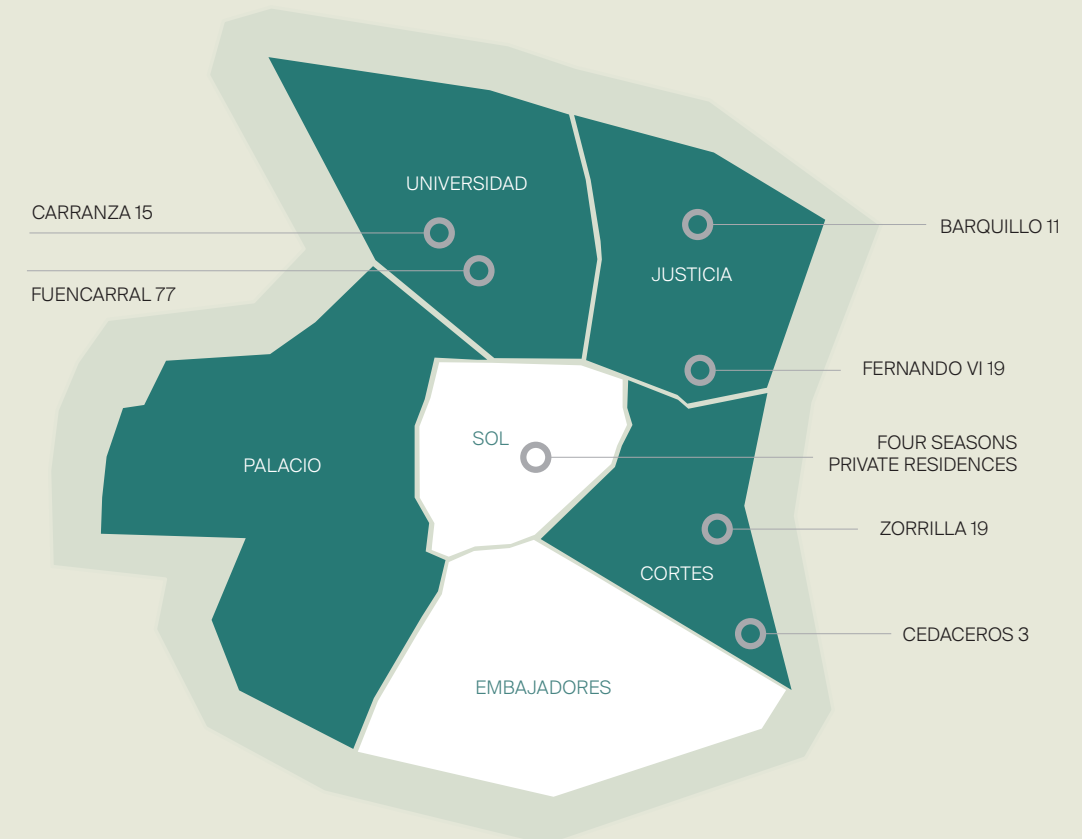 UNIVERSIDAD
CARRANZA 15
BARQUILLO 11
JUSTICIA
FUENCARRAL 77
FERNANDO VI 19
SOL
FOUR SEASONS
PRIVATE RESIDENCES
PALACIO
ZORRILLA 19
CORTES
CEDACEROS 3
EMBAJADORES